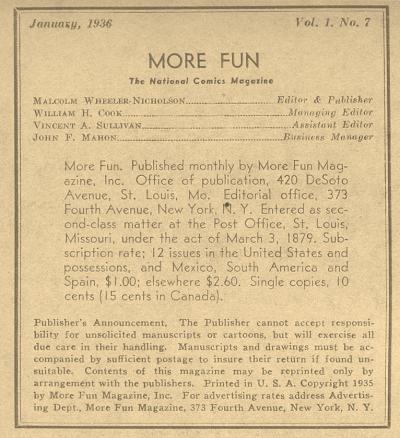 January, 1936 Vol. 1. No. 7
MORE FUN
The National Comics Magazine
MALCOLM WHEELER-NICHOLSON Editor & Publisher
WILLIAM H. COOK Managing Editor
VINCENT A. SULLIVAN Assistant Editor
JOHN F. MAHON Business Manager
More Fun. Published monthly by More Fun Mag-
azine, Inc. Office of publication, 420 DeSoto
Avenue, St. Louis, Mo. Editorial office, 373
Fourth Avenue, New York, N. Y. Entered as sec-
ond-class matter at the Post Office, St. Louis,
Missouri, under the act of March 3, 1879. Sub-
scription rate; 12 issues in the United States and
possessions, and Mexico, South America and
Spain, $1.00; elsewhere $2.60. Single copies, 10
cents (15 cents in Canada).
Publisher's Announcement. The Publisher cannot accept responsi-
bility for unsolicited manuscripts or cartoons, but will exercise all
due care in their handling. Manuscripts and drawings must be ac-
companied by sufficient postage to insure their return if found un-
suitable. Contents of this magazine may be reprinted only by
arrangement with the publishers. Printed in U. S. A. Copyright 1935
by More Fun Magazine, Inc. For advertising rates address Advertis-
ing Dept., More Fun Magazine, 373 Fourth Avenue, New York, N. Y.